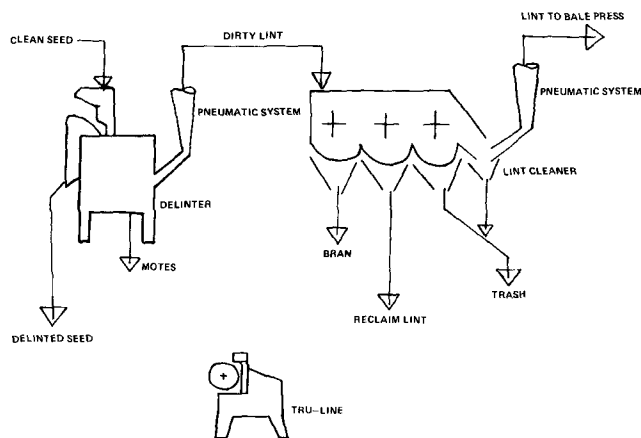 LINT TO BALE PRESS
DIRTY LINT
CLEAN SEED
PNEUMATIC SYSTEM
PNEUMATIC SYSTEM
LINT CLEANER
DELINTER
BRAN
MOTES
TRASH
RECLAIM LINT
DELINTED SEED
TRU-LINE